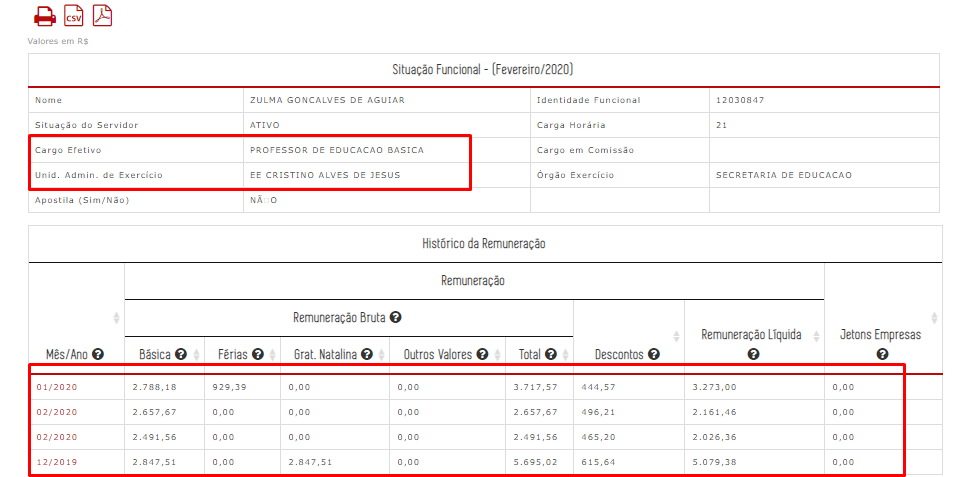 CSV
Valores em R$
Situação Funcional - (Fevereiro/2020)
Nome ZULMA GONCALVES DE AGUIAR Identidade Funcional 12030847
Situação do Servidor ATIVO Carga Horária 21
Cargo Efetivo PROFESSOR DE EDUCACAO BASICA Cargo em Comissão
Unid. Admin. de Exercício EE CRISTINO ALVES DE JESUS Órgão Exercício SECRETARIA DE EDUCACAO
Apostila (Sim/Não) NÃ□O
Histórico da Remuneração
Remuneração
Remuneração Bruta ?
Mês/Ano ? Básica ? Férias ? Grat. Natalina ? Outros Valores ? Total ? Descontos ? Remuneração Líquida ? Jetons Empresas ?
01/2020 2.788,18 929,39 0,00 0,00 3.717,57 444,57 3.273,00 0,00
02/2020 2.657,67 0,00 0,00 0,00 2.657,67 496,21 2.161,46 0,00
02/2020 2.491,56 0,00 0,00 0,00 2.491,56 465,20 2.026,36 0,00
12/2019 2.847,51 0,00 2.847,51 0,00 5.695,02 615,64 5.079,38 0,00